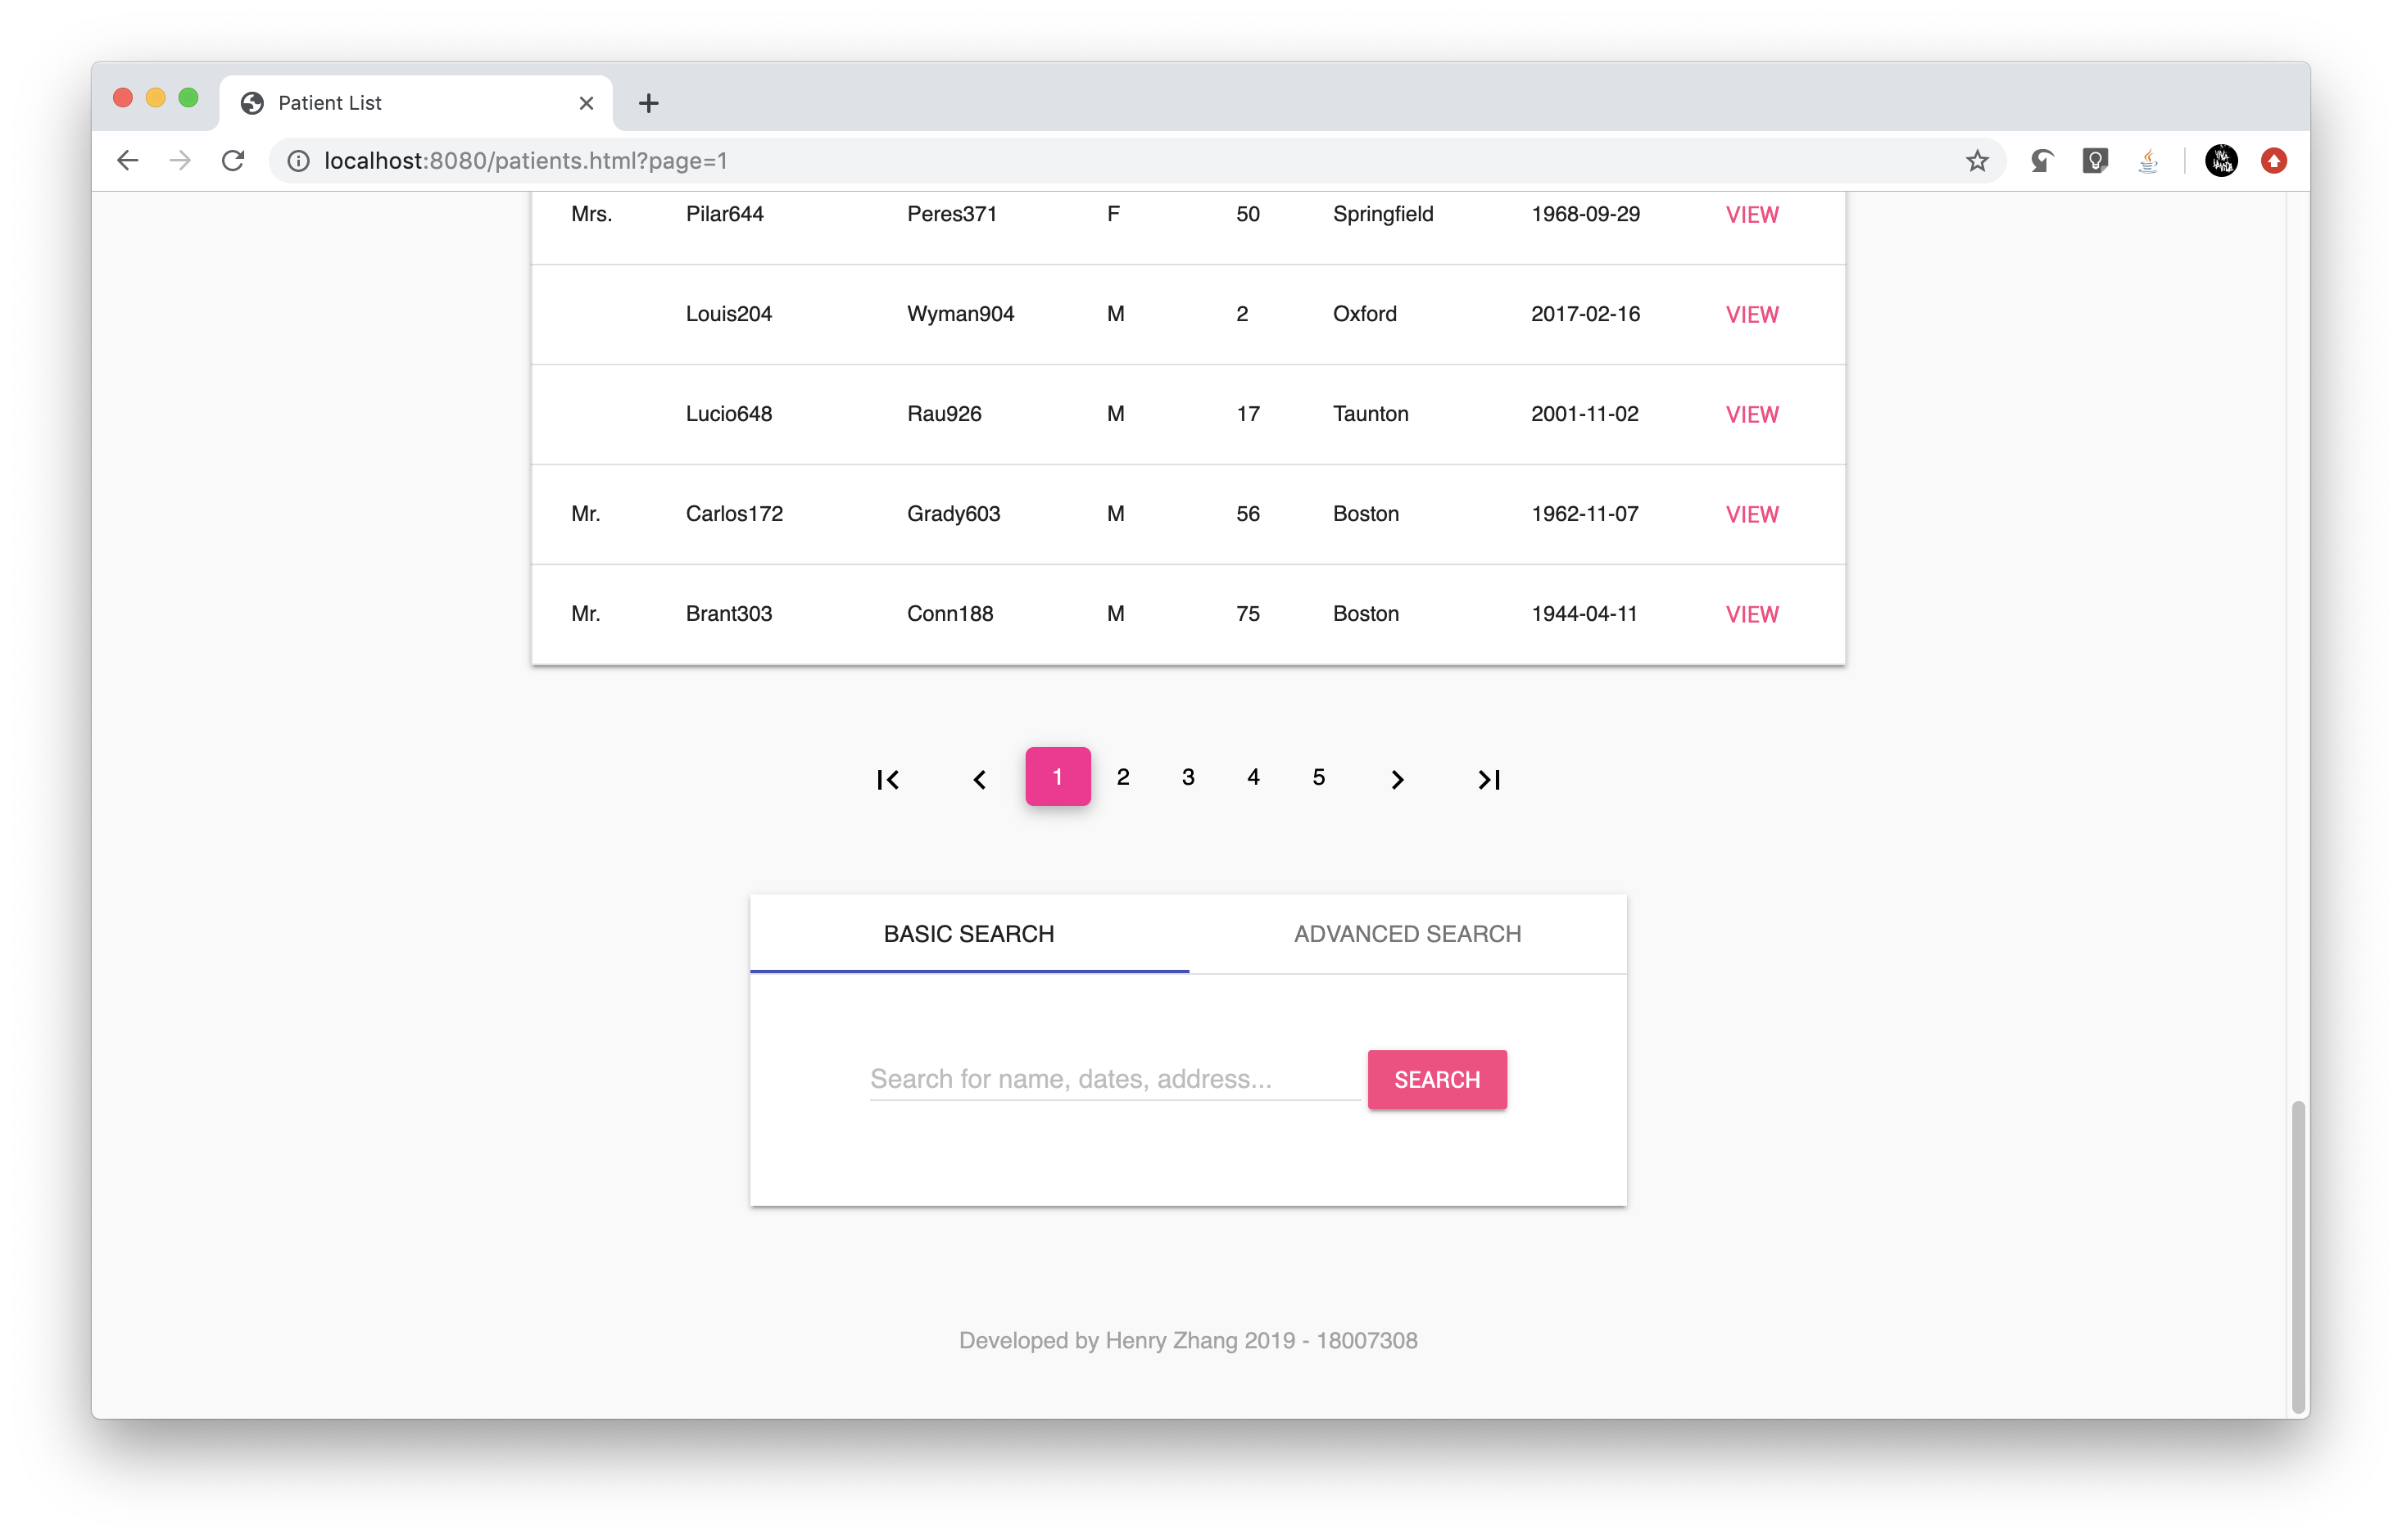 Patient List
localhost:8080/patients.html?page=1
Mrs. Pilar644 Peres371 F 50 Springfield 1968-09-29 VIEW
Louis204 Wyman904 M 2 Oxford 2017-02-16 VIEW
Lucio648 Rau926 M 17 Taunton 2001-11-02 VIEW
Mr. Carlos172 Grady603 M 56 Boston 1962-11-07 VIEW
Mr. Brant303 Conn188 M 75 Boston 1944-04-11 VIEW
1 2 3 4 5
BASIC SEARCH ADVANCED SEARCH
Search for name, dates, address... SEARCH
Developed by Henry Zhang 2019 - 18007308